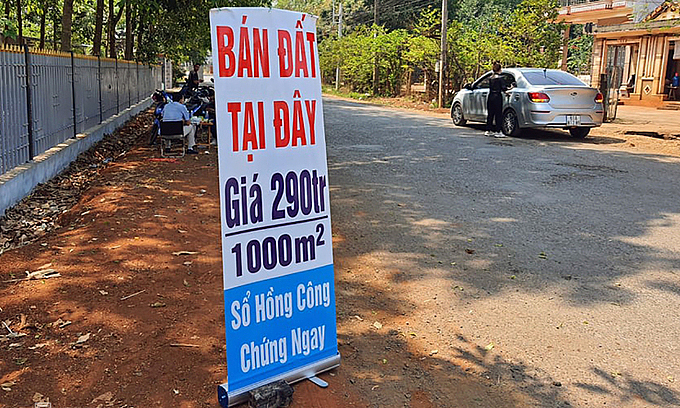 BÁN ĐẤT
TẠI ĐÂY
Giá 290tr
1000m²
Sổ Hồng Công
Chứng Ngay